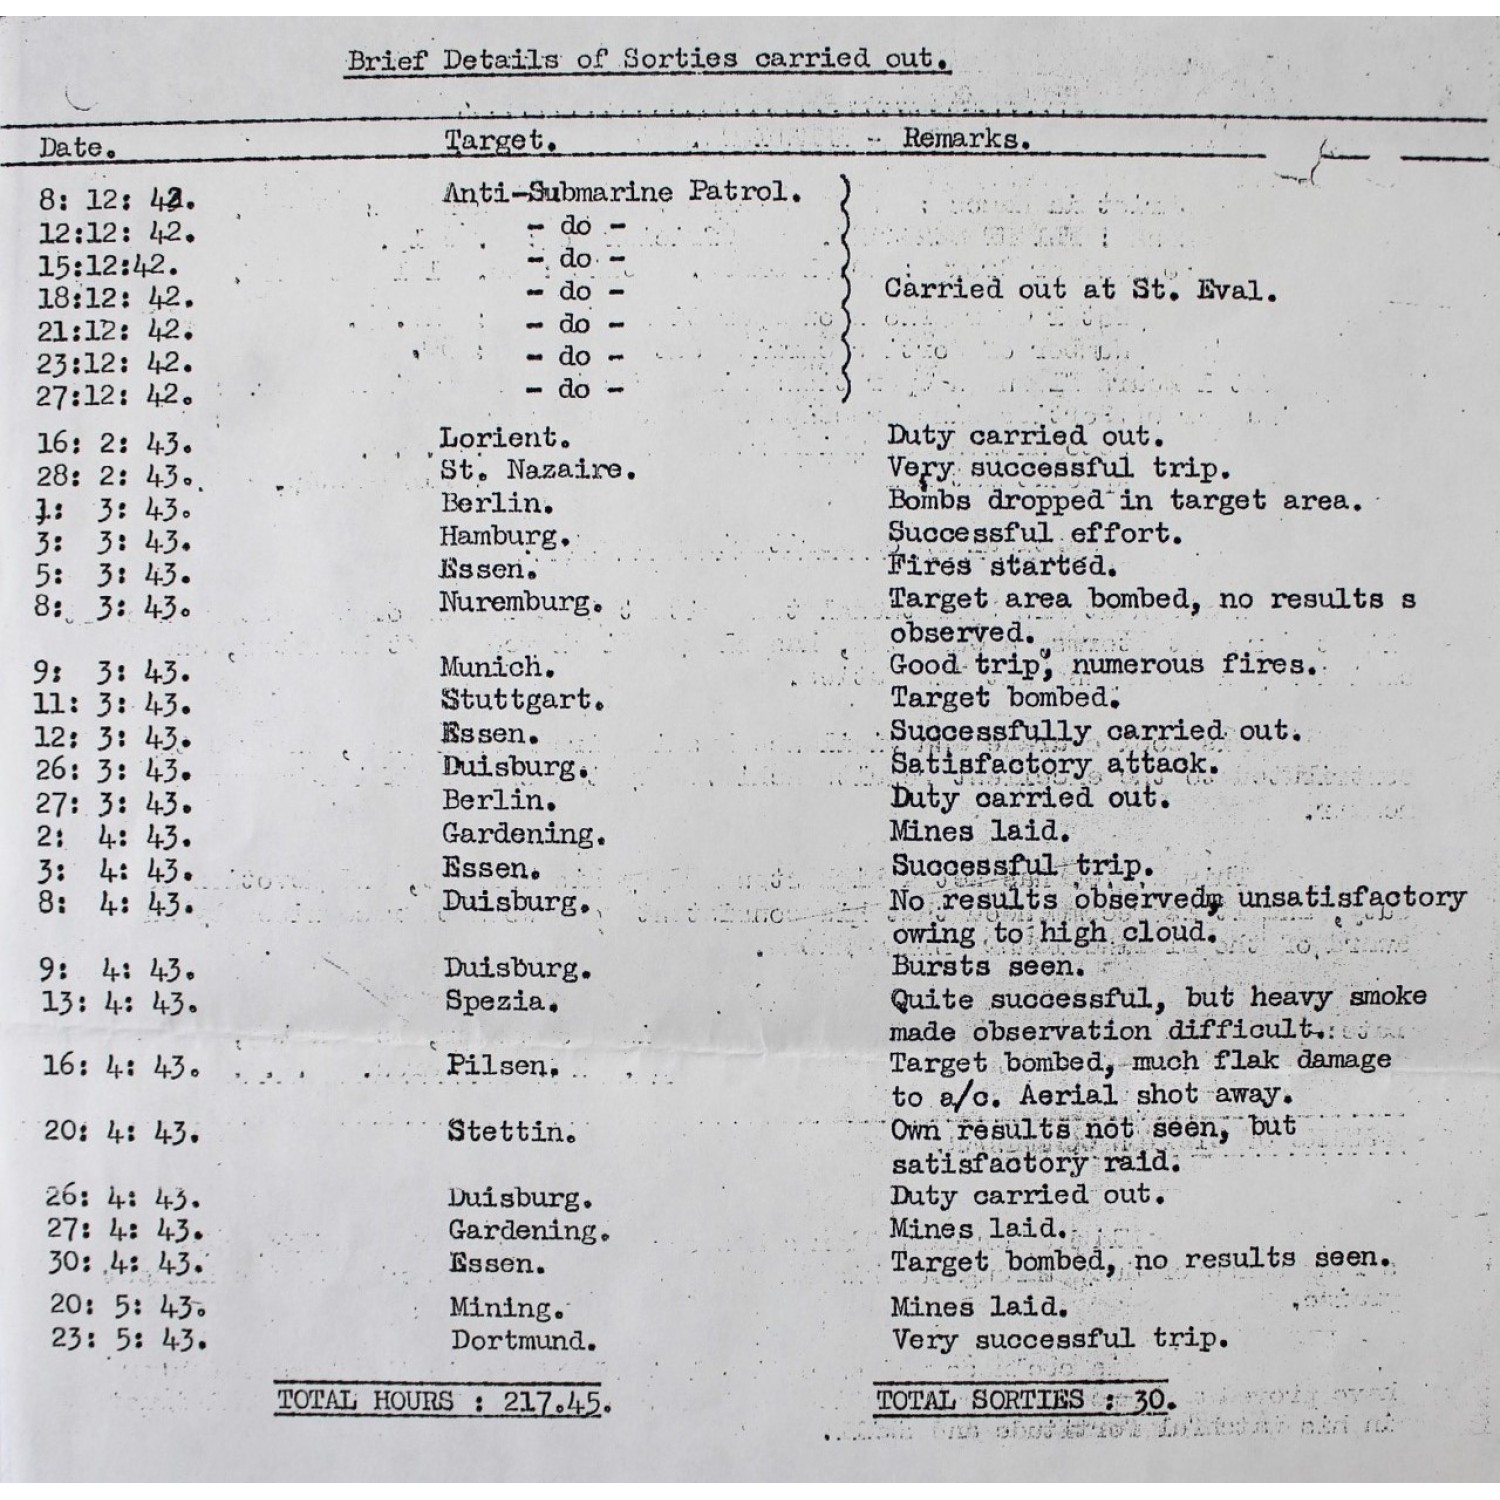 Brief Details of Sorties carried out.
Date. Target. Remarks.
8: 12: 42. Anti-Submarine Patrol.
12:12: 42. - do -
15:12:42. - do -
18:12: 42. - do - Carried out at St. Eval.
21:12: 42. - do -
23:12: 42. - do -
27:12: 42. - do -
16: 2: 43. Lorient. Duty carried out.
28: 2: 43. St. Nazaire. Very successful trip.
1: 3: 43. Berlin. Bombs dropped in target area.
3: 3: 43. Hamburg. Successful effort.
5: 3: 43. Essen. Fires started.
8: 3: 43. Nuremburg. Target area bombed, no results s
observed.
9: 3: 43. Munich. Good trip, numerous fires.
11: 3: 43. Stuttgart. Target bombed.
12: 3: 43. Essen. Successfully carried out.
26: 3: 43. Duisburg. Satisfactory attack.
27: 3: 43. Berlin. Duty carried out.
2: 4: 43. Gardening. Mines laid.
3: 4: 43. Essen. Successful trip.
8: 4: 43. Duisburg. No results observed, unsatisfactory
owing to high cloud.
9: 4: 43. Duisburg. Bursts seen.
13: 4: 43. Spezia. Quite successful, but heavy smoke
made observation difficult.
16: 4: 43. Pilsen. Target bombed, much flak damage
to a/c. Aerial shot away.
20: 4: 43. Stettin. Own results not seen, but
satisfactory raid.
26: 4: 43. Duisburg. Duty carried out.
27: 4: 43. Gardening. Mines laid.
30: 4: 43. Essen. Target bombed, no results seen.
20: 5: 43. Mining. Mines laid.
23: 5: 43. Dortmund. Very successful trip.
TOTAL HOURS : 217.45. TOTAL SORTIES : 30.